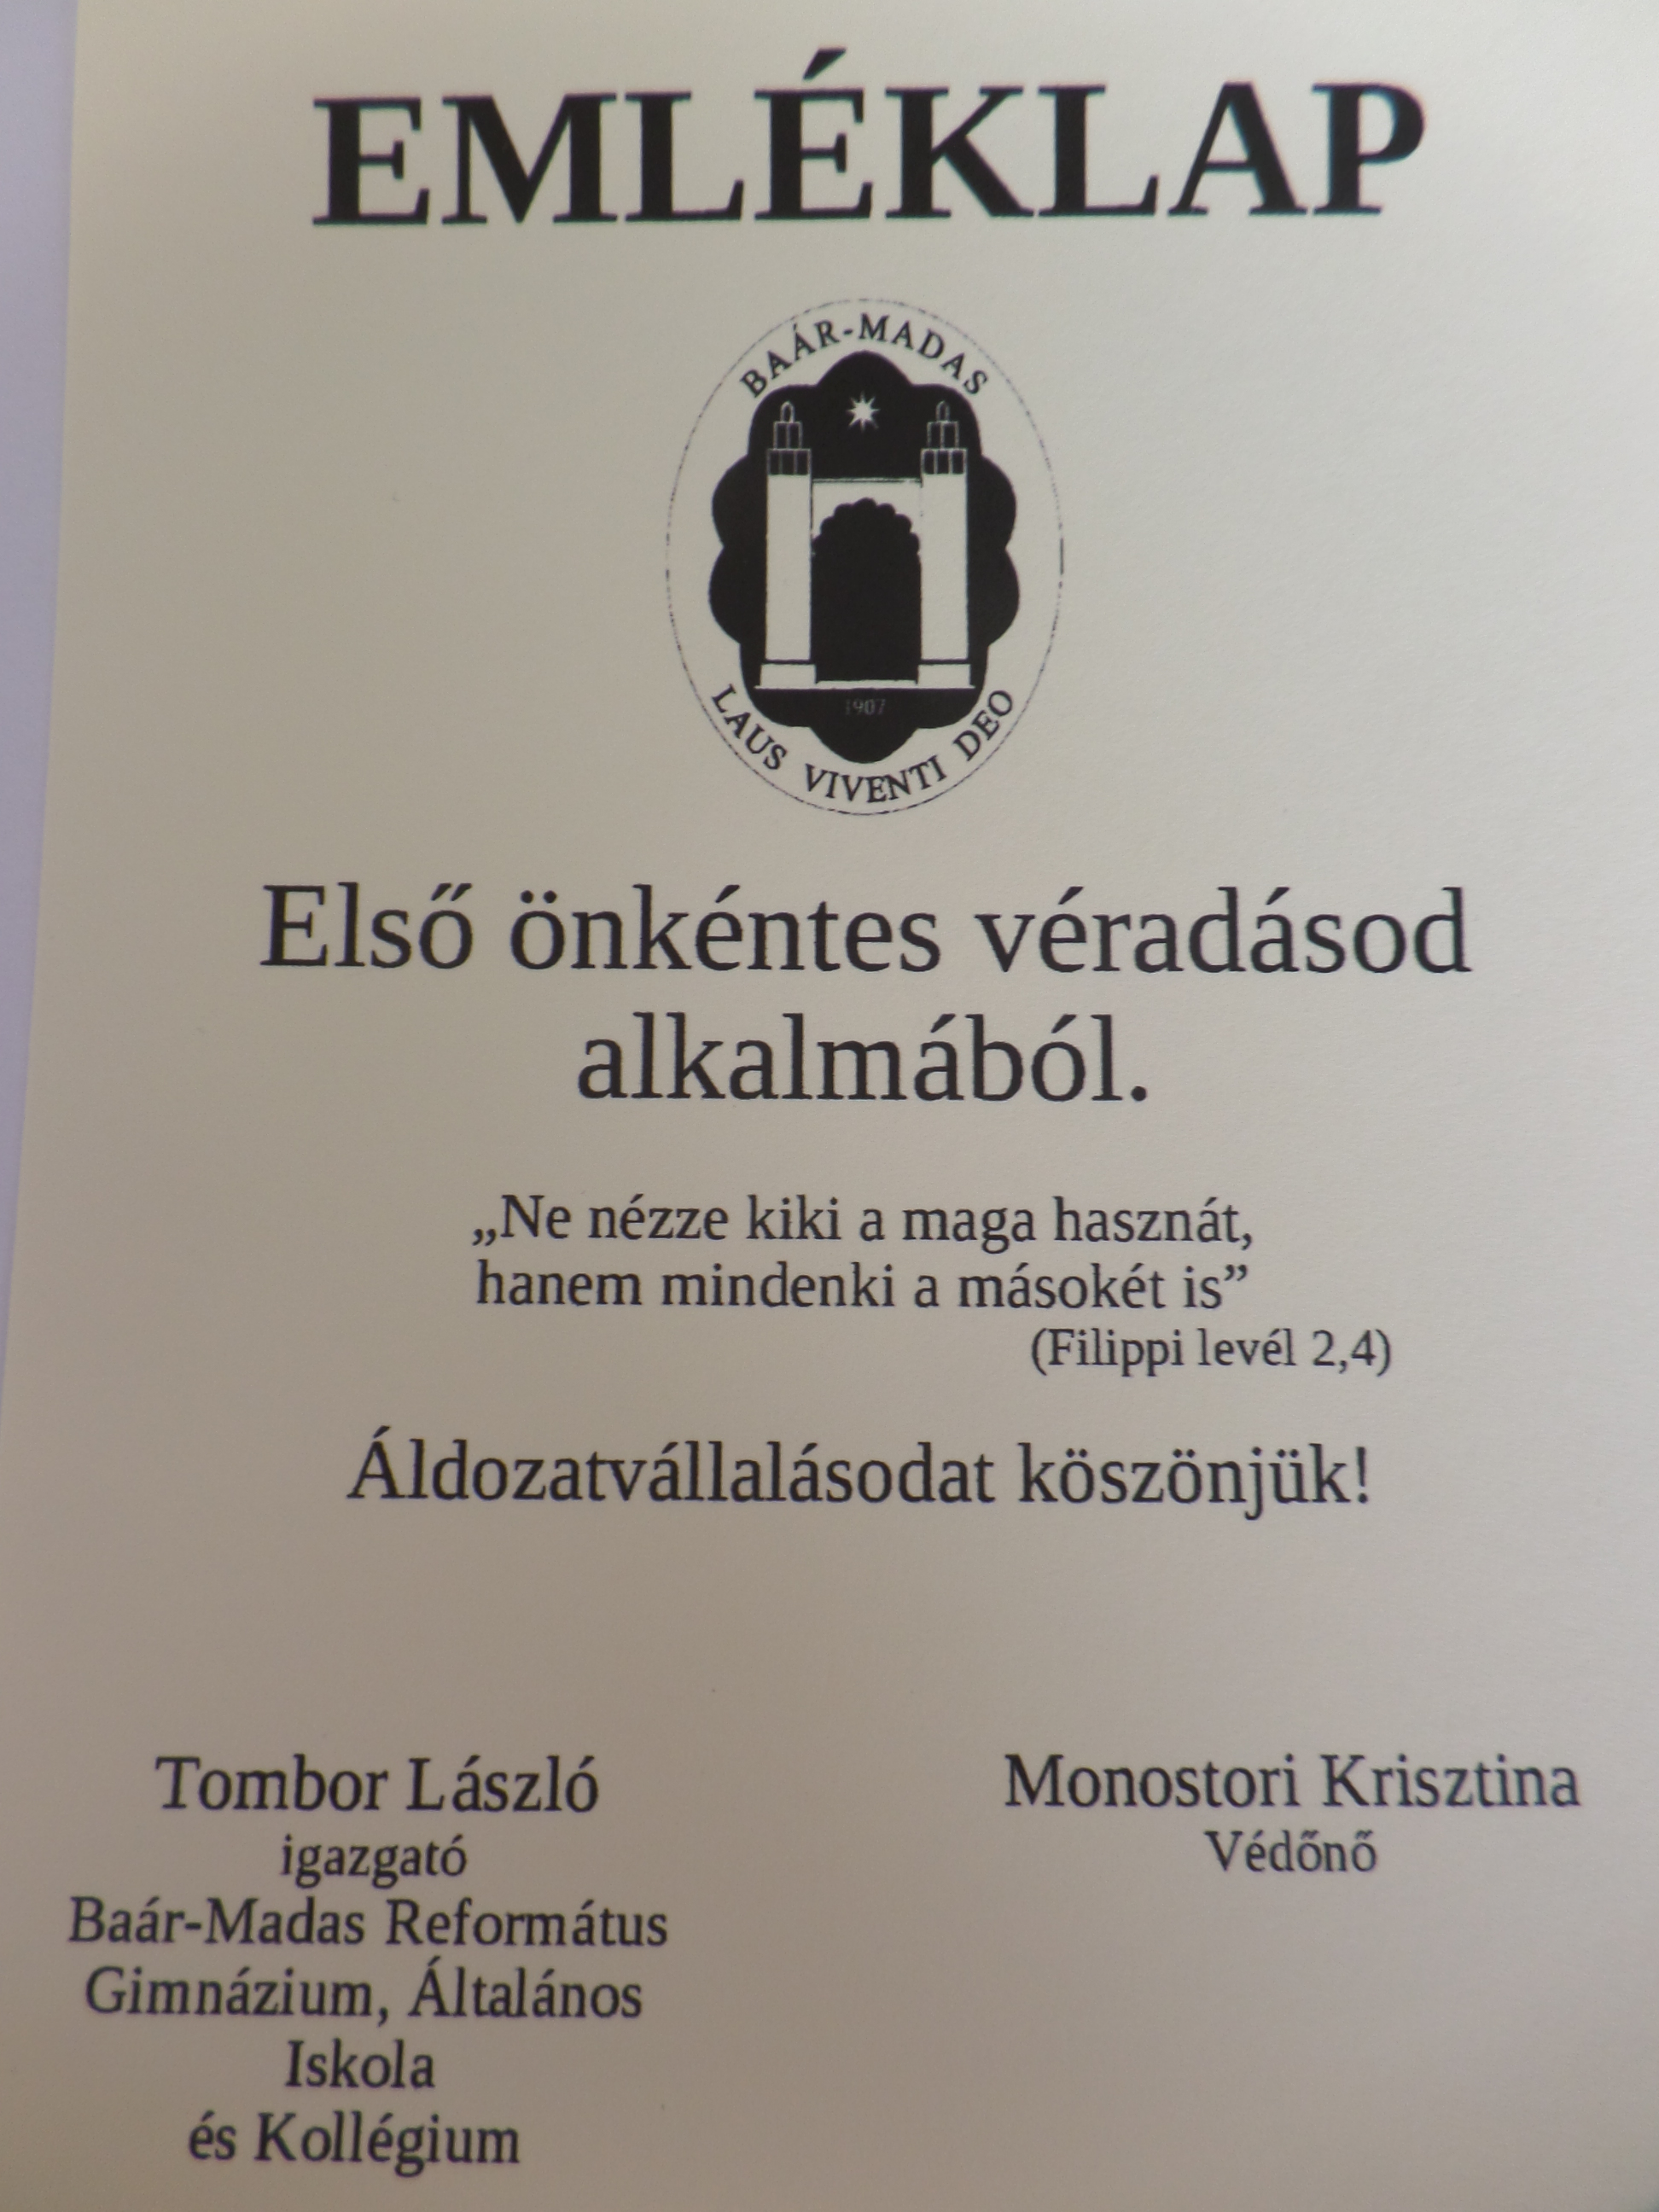 EMLÉKLAP
BAÁR-MADAS
1907
LAUS VIVENTI DEO
Első önkéntes véradásod
alkalmából.
„Ne nézze kiki a maga hasznát,
hanem mindenki a másokét is”
(Filippi levél 2,4)
Áldozatvállalásodat köszönjük!
Tombor László
igazgató
Baár-Madas Református
Gimnázium, Általános
Iskola
és Kollégium
Monostori Krisztina
Védőnő